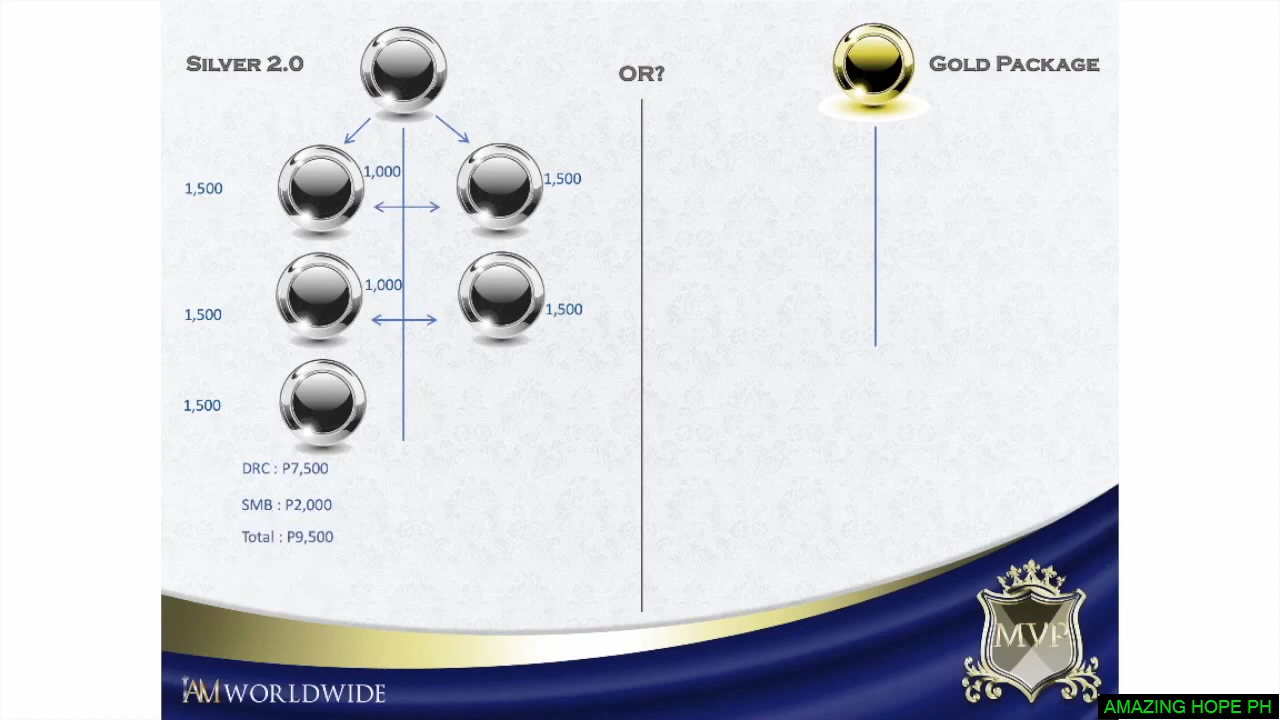 SILVER 2.0
OR?
GOLD PACKAGE
1,000
1,500
1,500
1,000
1,500
1,500
1,500
DRC : P7,500
SMB : P2,000
Total : P9,500
MVP
IAM WORLDWIDE
AMAZING HOPE PH